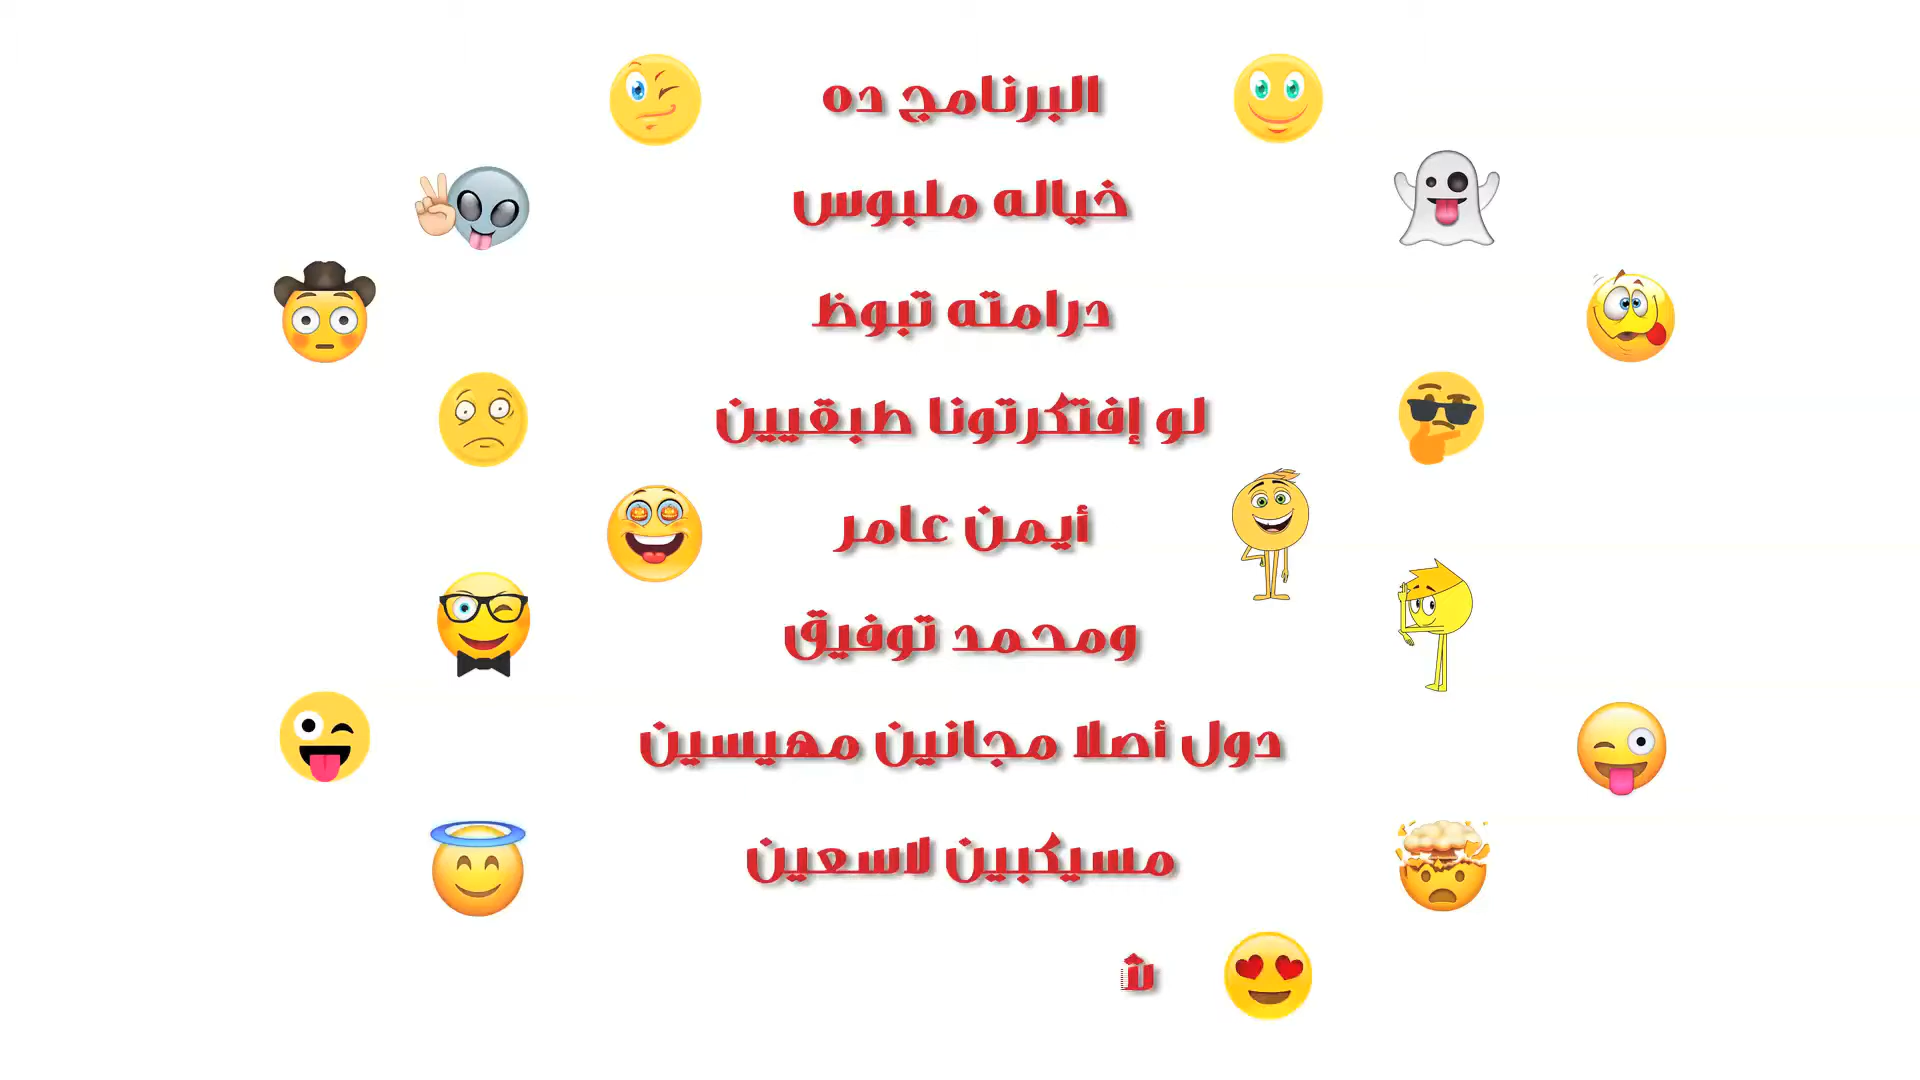 البرنامج ده
خياله ملبوس
درامته تبوظ
لو إفتكرتونا طبقيين
أيمن عامر
ومحمد توفيق
دول أصلا مجانين مهيسين
مسيكبين لاسعين